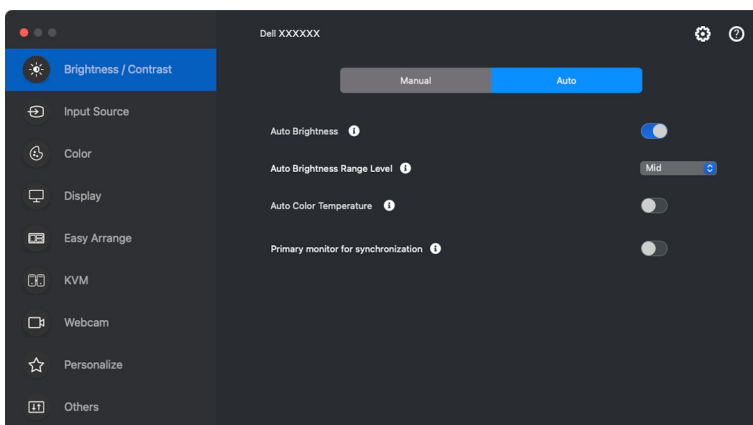 Dell XXXXXX
Brightness / Contrast
Input Source
Color
Display
Easy Arrange
KVM
Webcam
Personalize
Others
Manual
Auto
Auto Brightness
Auto Brightness Range Level
Mid
Auto Color Temperature
Primary monitor for synchronization